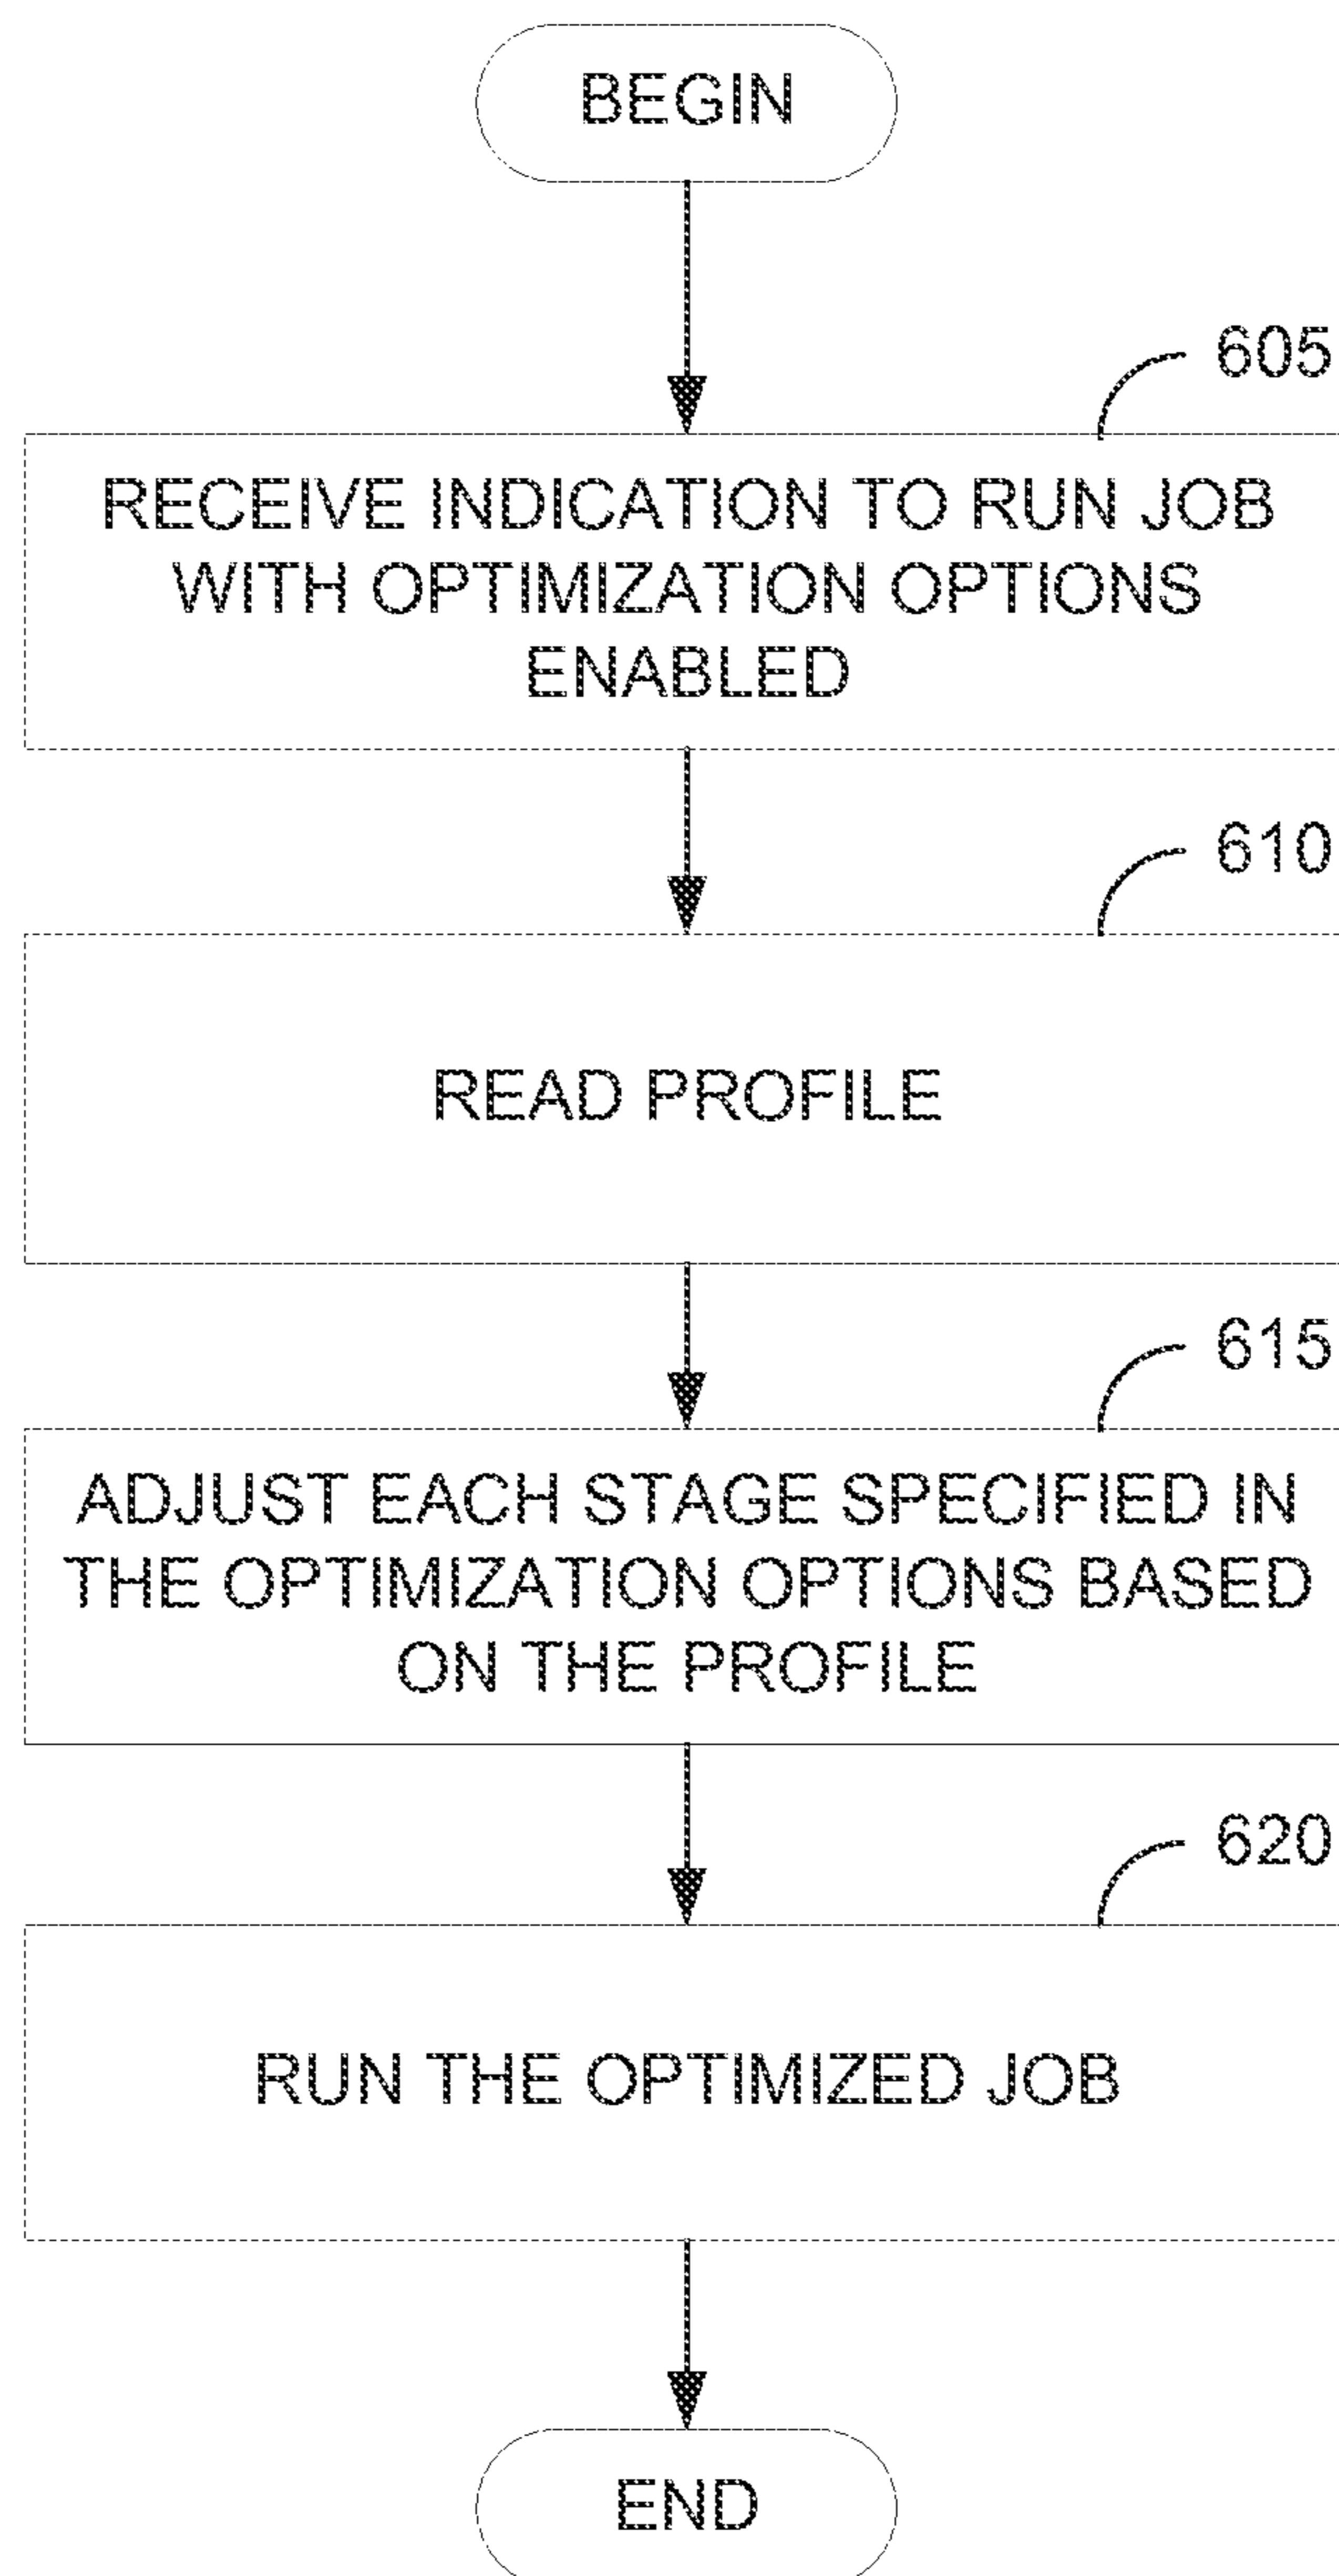 BEGIN
605
RECEIVE INDICATION TO RUN JOB
WITH OPTIMIZATION OPTIONS
ENABLED
610
READ PROFILE
615
ADJUST EACH STAGE SPECIFIED IN
THE OPTIMIZATION OPTIONS BASED
ON THE PROFILE
620
RUN THE OPTIMIZED JOB
END